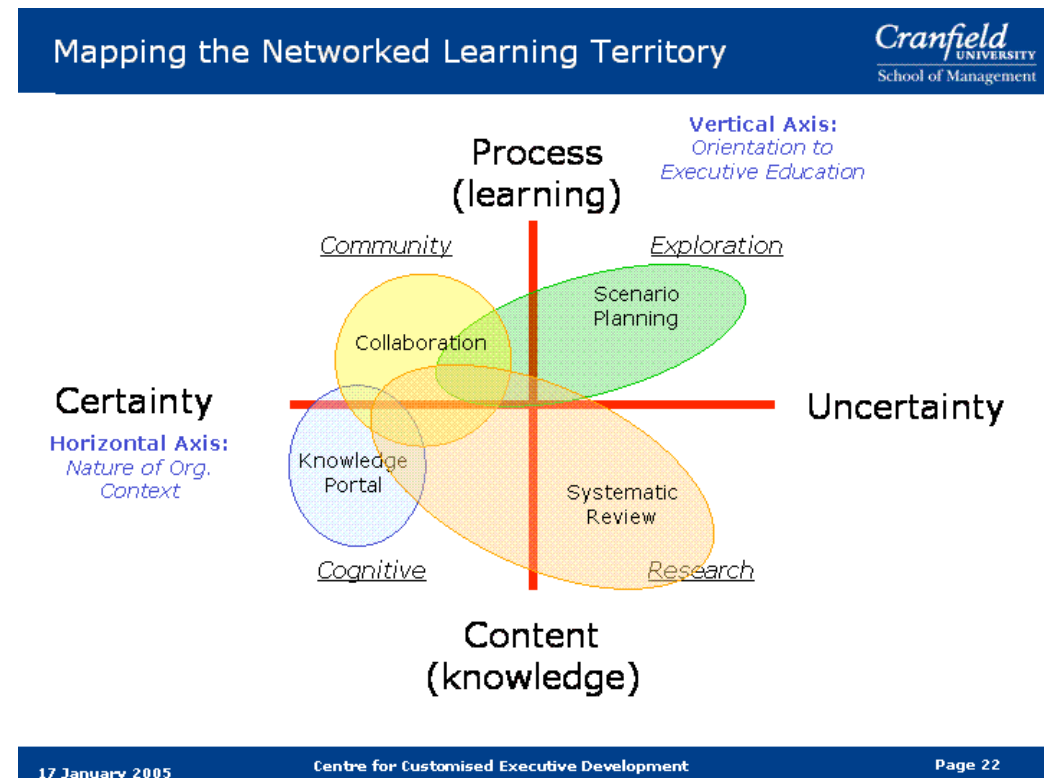 Mapping the Networked Learning Territory
Cranfield
UNIVERSITY
School of Management
Vertical Axis:
Orientation to
Executive Education
Process
(learning)
Community
Exploration
Scenario
Planning
Collaboration
Certainty
Uncertainty
Horizontal Axis:
Nature of Org.
Context
Knowledge
Portal
Systematic
Review
Cognitive
Research
Content
(knowledge)
17 January 2005
Centre for Customised Executive Development
Page 22